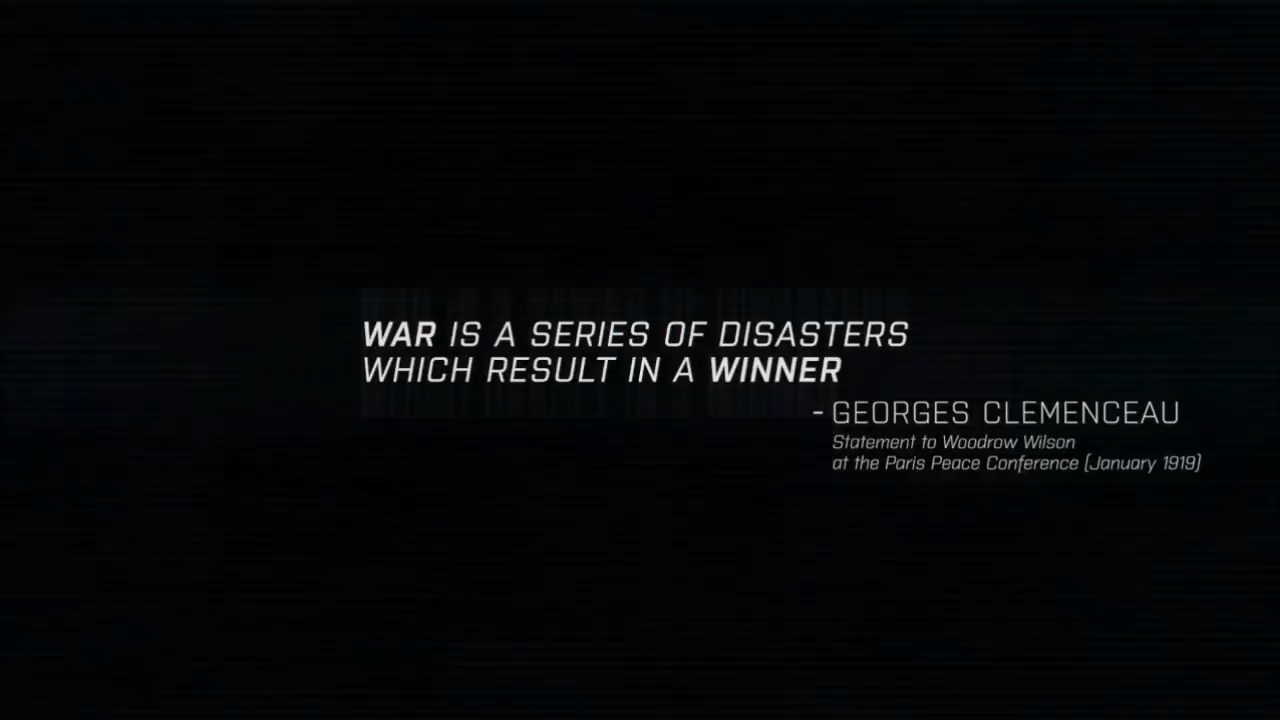 WAR IS A SERIES OF DISASTERS
WHICH RESULT IN A WINNER
- GEORGES CLEMENCEAU
Statement to Woodrow Wilson
at the Paris Peace Conference (January 1919)